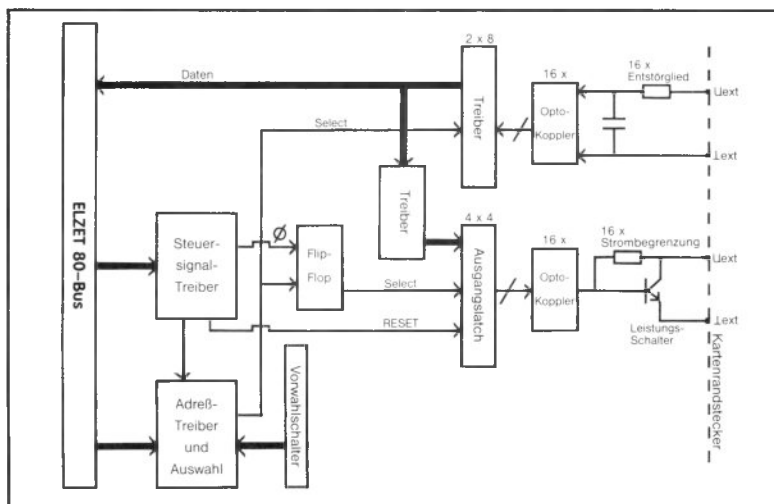 2 x 8
Daten
16 x
16 x
Entstörglied
Treiber
Opto-
Koppler
Uext
Select
⊥ext
ELZET 80-Bus
Treiber
Steuer-
signal-
Treiber
Ø
Flip-
Flop
4 x 4
Ausgangslatch
16 x
Opto-
Koppler
16 x
Strombegrenzung
Uext
Select
RESET
Leistungs-
Schalter
⊥ext
Kartenrandstecker
Vorwahlschalter
Adreß-
Treiber
und
Auswahl